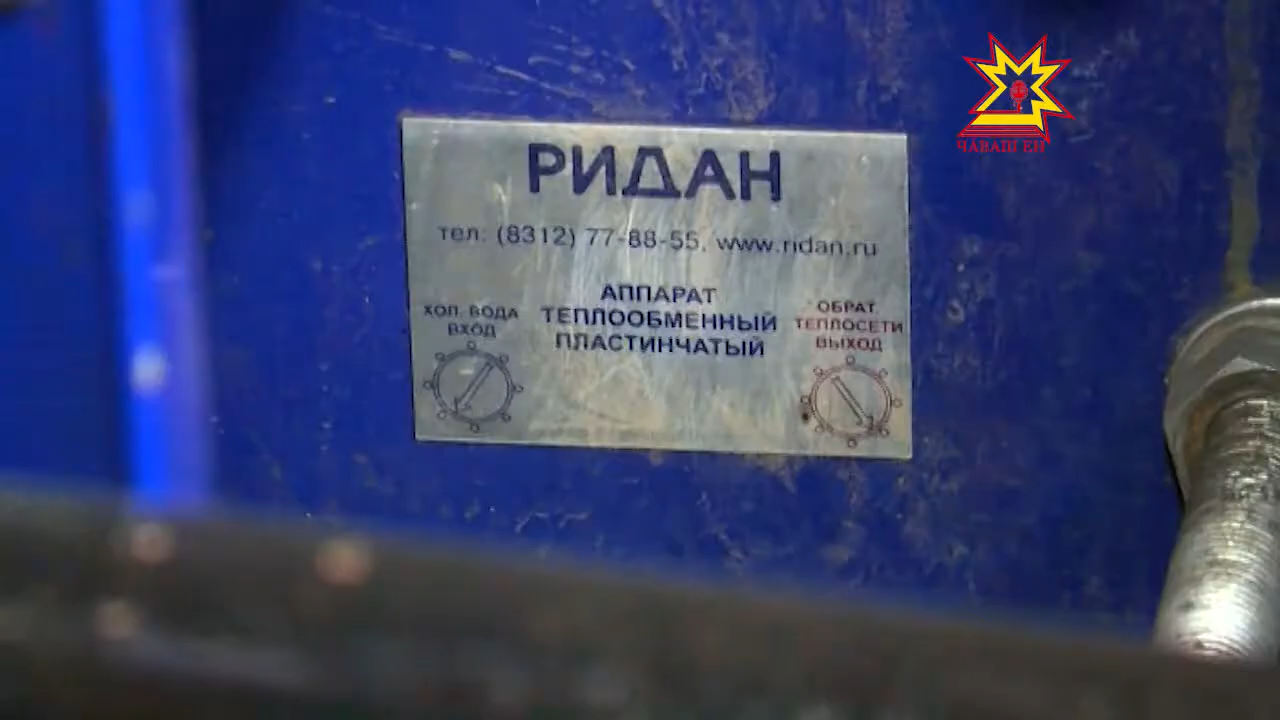 ЧĂВАШ ЕН
РИДАН
тел: (8312) 77-88-55, www.ridan.ru
АППАРАТ
ТЕПЛООБМЕННЫЙ
ПЛАСТИНЧАТЫЙ
ХОЛ. ВОДА
ВХОД
ОБРАТ.
ТЕПЛОСЕТИ
ВЫХОД